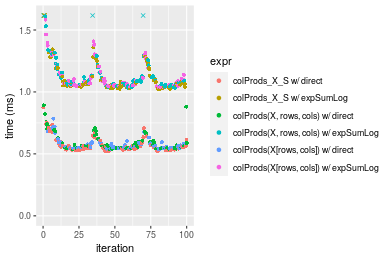 1.5
1.0
0.5
0.0
time (ms)
0
25
50
75
100
iteration
expr
colProds_X_S w/ direct
colProds_X_S w/ expSumLog
colProds(X, rows, cols) w/ direct
colProds(X, rows, cols) w/ expSumLog
colProds(X[rows, cols]) w/ direct
colProds(X[rows, cols]) w/ expSumLog